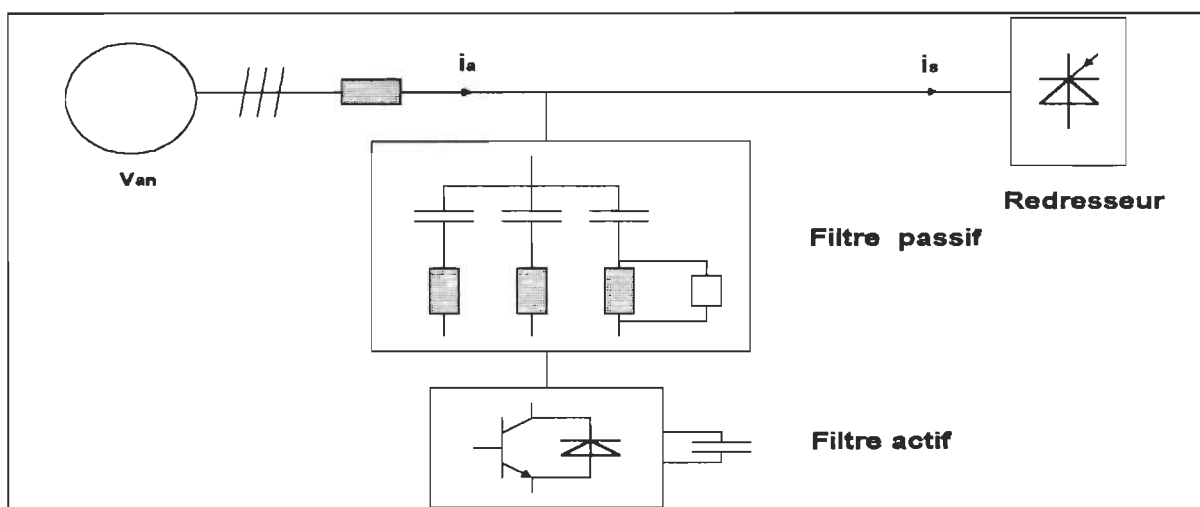 ia
is
Van
Redresseur
Filtre passif
Filtre actif